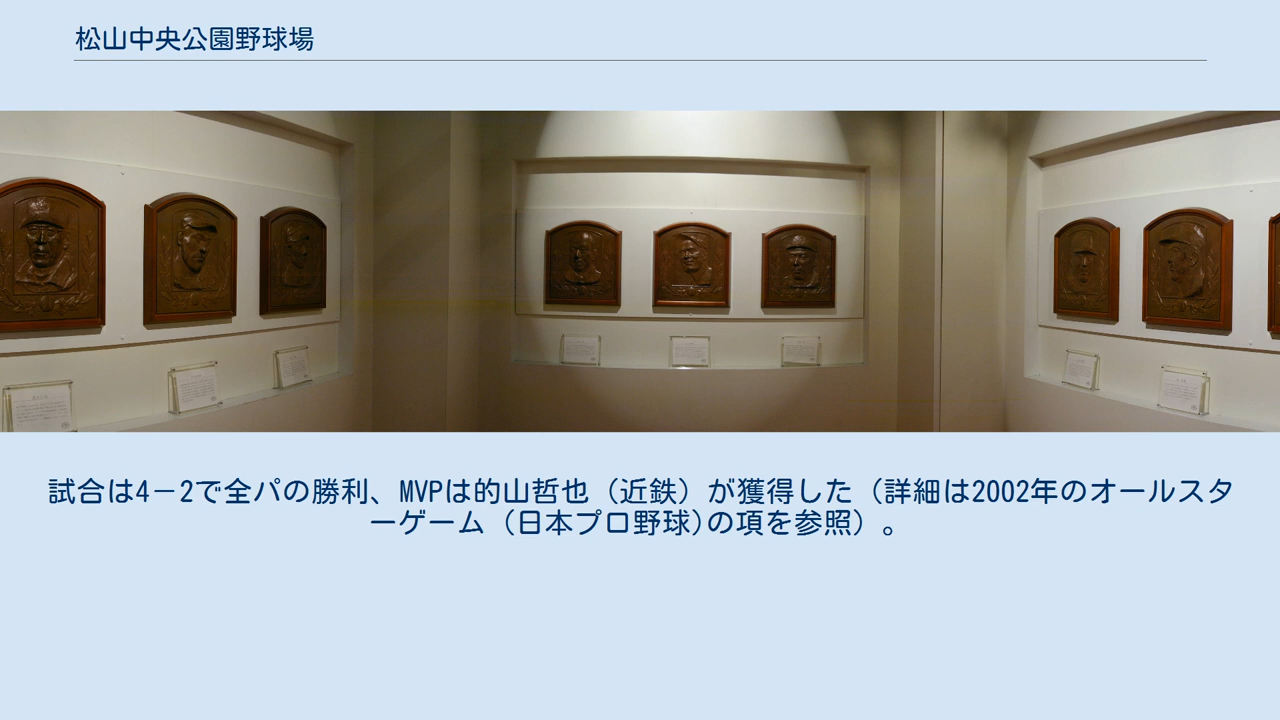 松山中央公園野球場
試合は4－2で全パの勝利、MVPは的山哲也（近鉄）が獲得した（詳細は2002年のオールスタ
ーゲーム（日本プロ野球)の項を参照）。